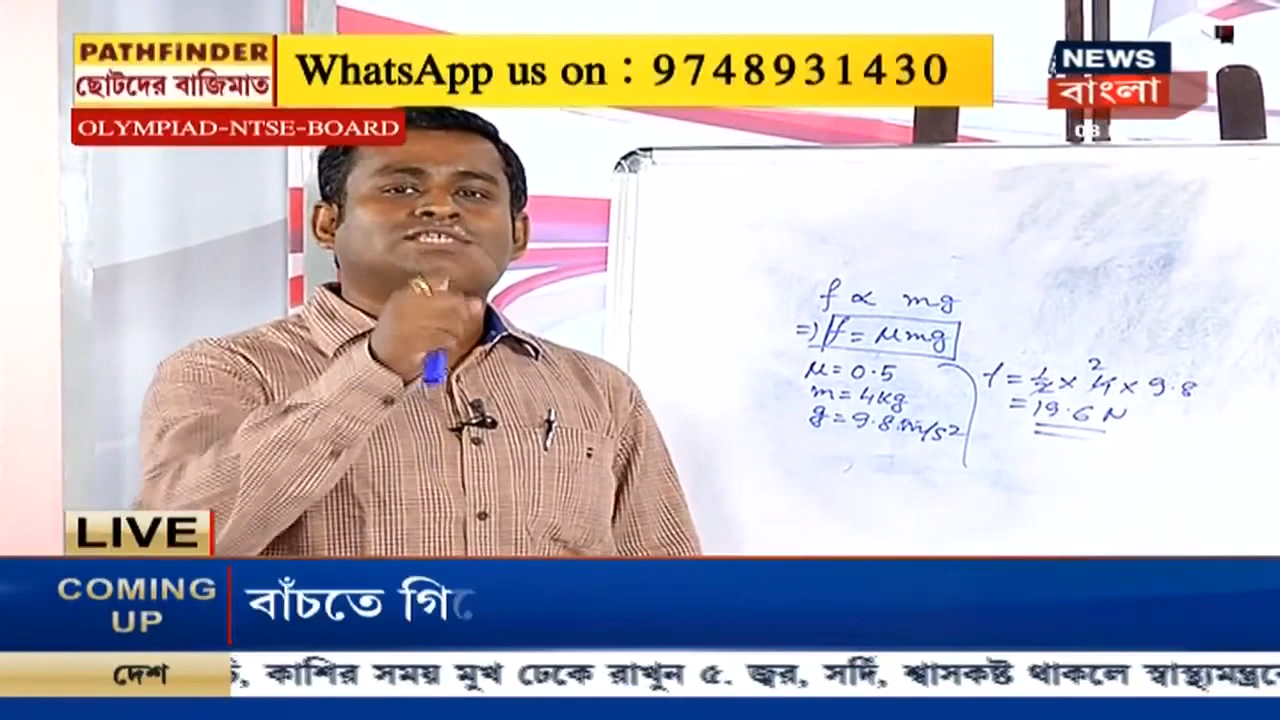 PATHFINDER
ছোটদের বাজিমাত
WhatsApp us on : 9748931430
OLYMPIAD-NTSE-BOARD
NEWS
বাংলা
f ∝ mg
=) f = μmg
μ = 0.5
m = 4kg
g = 9.8 m/s²
f = 1/2 × 4 2 × 9.8
= 19.6 N
LIVE
COMING UP
বাঁচতে
দেশ
কাশির সময় মুখ ঢেকে রাখুন ৫. জ্বর, সর্দি, শ্বাসকষ্ট থাকলে